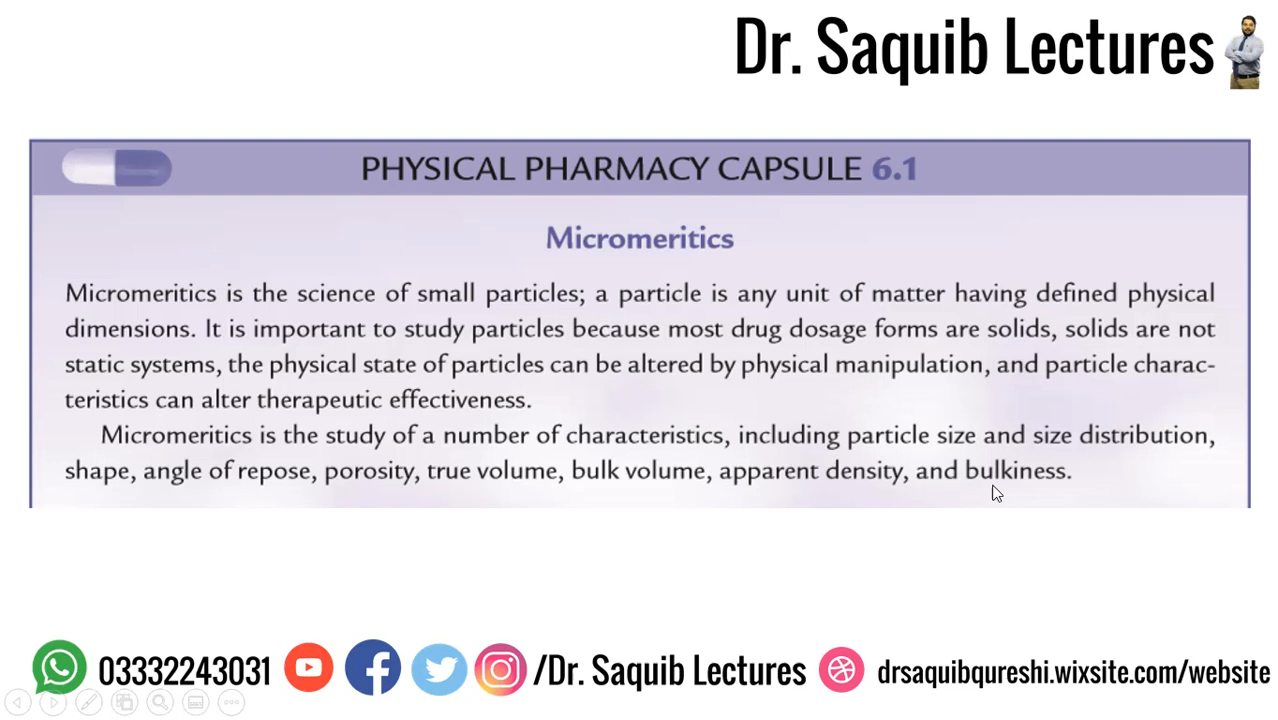 Dr. Saquib Lectures
PHYSICAL PHARMACY CAPSULE 6.1
Micromeritics
Micromeritics is the science of small particles; a particle is any unit of matter having defined physical
dimensions. It is important to study particles because most drug dosage forms are solids, solids are not
static systems, the physical state of particles can be altered by physical manipulation, and particle charac-
teristics can alter therapeutic effectiveness.
Micromeritics is the study of a number of characteristics, including particle size and size distribution,
shape, angle of repose, porosity, true volume, bulk volume, apparent density, and bulkiness.
03332243031 /Dr. Saquib Lectures drsaquibqureshi.wixsite.com/website